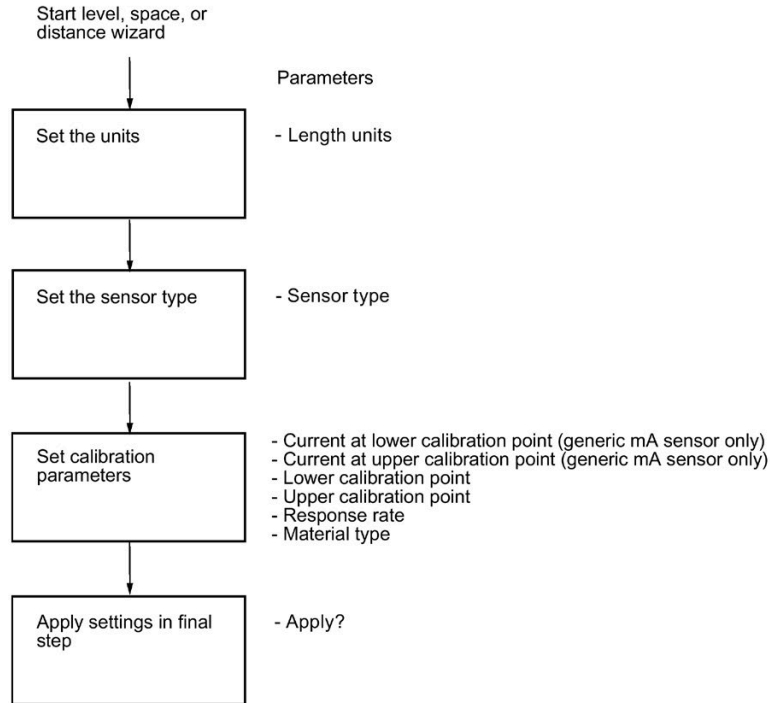 Start level, space, or
distance wizard
Parameters
Set the units
- Length units
Set the sensor type
- Sensor type
Set calibration
parameters
- Current at lower calibration point (generic mA sensor only)
- Current at upper calibration point (generic mA sensor only)
- Lower calibration point
- Upper calibration point
- Response rate
- Material type
Apply settings in final
step
- Apply?